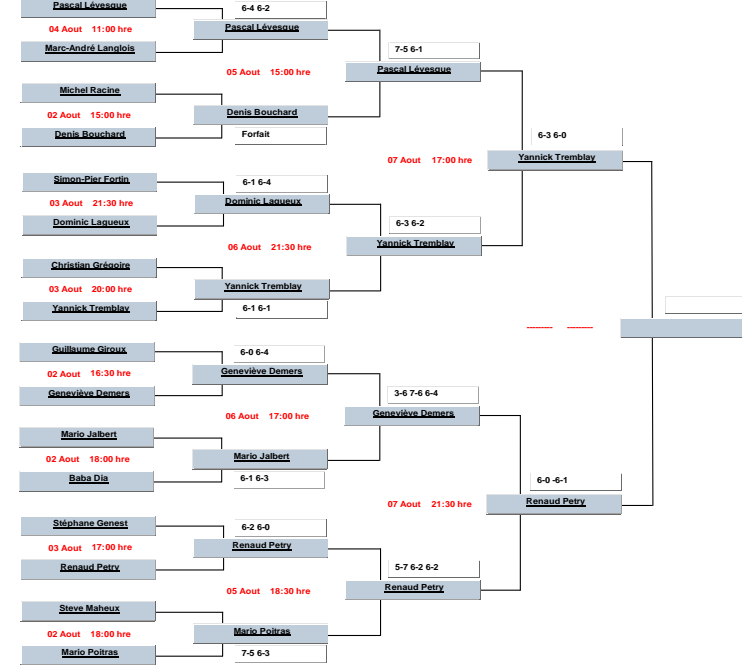 Pascal Lévesque
6-4 6-2
04 Aout 11:00 hre
Pascal Lévesque
Marc-André Langlois
7-5 6-1
05 Aout 15:00 hre
Pascal Lévesque
Michel Racine
02 Aout 15:00 hre
Denis Bouchard
Denis Bouchard
Forfait
6-3 6-0
07 Aout 17:00 hre
Yannick Tremblay
Simon-Pier Fortin
6-1 6-4
03 Aout 21:30 hre
Dominic Lagueux
Dominic Lagueux
6-3 6-2
06 Aout 21:30 hre
Yannick Tremblay
Christian Grégoire
03 Aout 20:00 hre
Yannick Tremblay
Yannick Tremblay
6-1 6-1
---------- ----------
Guillaume Giroux
6-0 6-4
02 Aout 16:30 hre
Geneviève Demers
Geneviève Demers
3-6 7-6 6-4
06 Aout 17:00 hre
Geneviève Demers
Mario Jalbert
02 Aout 18:00 hre
Mario Jalbert
Baba Dia
6-1 6-3
6-0 -6-1
07 Aout 21:30 hre
Renaud Petry
Stéphane Genest
6-2 6-0
03 Aout 17:00 hre
Renaud Petry
Renaud Petry
5-7 6-2 6-2
05 Aout 18:30 hre
Renaud Petry
Steve Maheux
02 Aout 18:00 hre
Mario Poitras
Mario Poitras
7-5 6-3